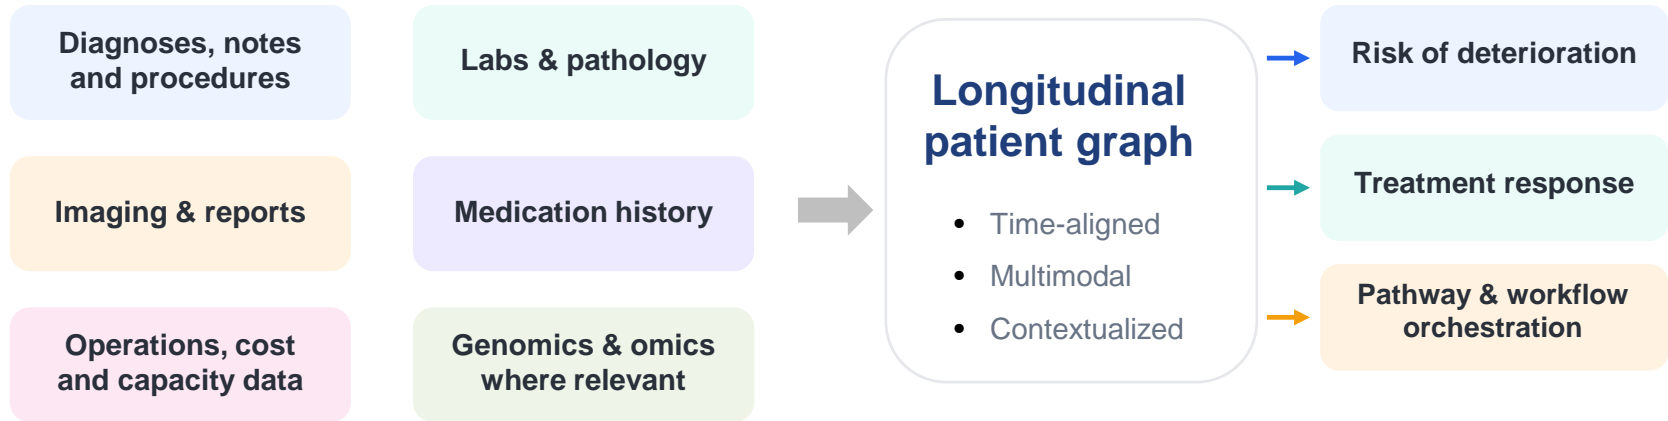 Diagnoses, notes
and procedures
Labs & pathology
Imaging & reports
Medication history
Operations, cost
and capacity data
Genomics & omics
where relevant
Longitudinal
patient graph
• Time-aligned
• Multimodal
• Contextualized
Risk of deterioration
Treatment response
Pathway & workflow
orchestration